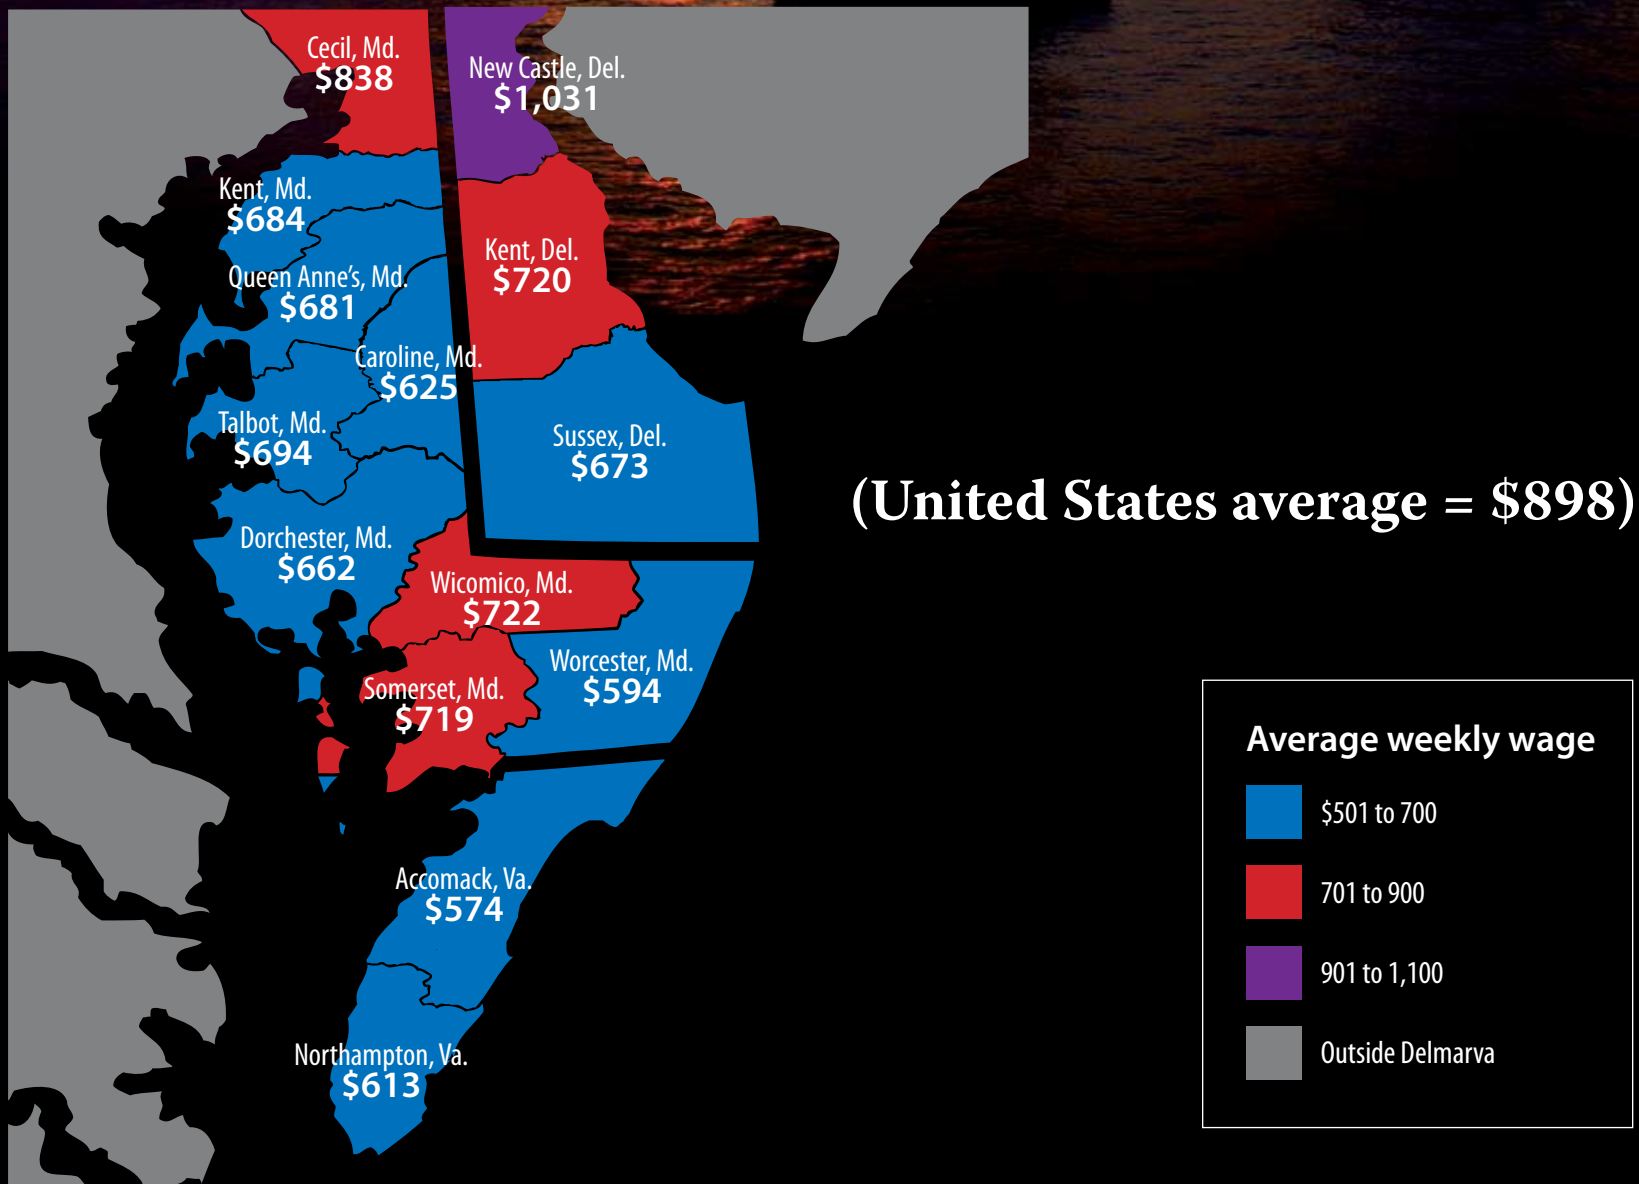 Cecil, Md.
$838
New Castle, Del.
$1,031
Kent, Md.
$684
Kent, Del.
$720
Queen Anne's, Md.
$681
Caroline, Md.
$625
Talbot, Md.
$694
Sussex, Del.
$673
(United States average = $898)
Dorchester, Md.
$662
Wicomico, Md.
$722
Worcester, Md.
$594
Somerset, Md.
$719
Accomack, Va.
$574
Northampton, Va.
$613
Average weekly wage
$501 to 700
701 to 900
901 to 1,100
Outside Delmarva